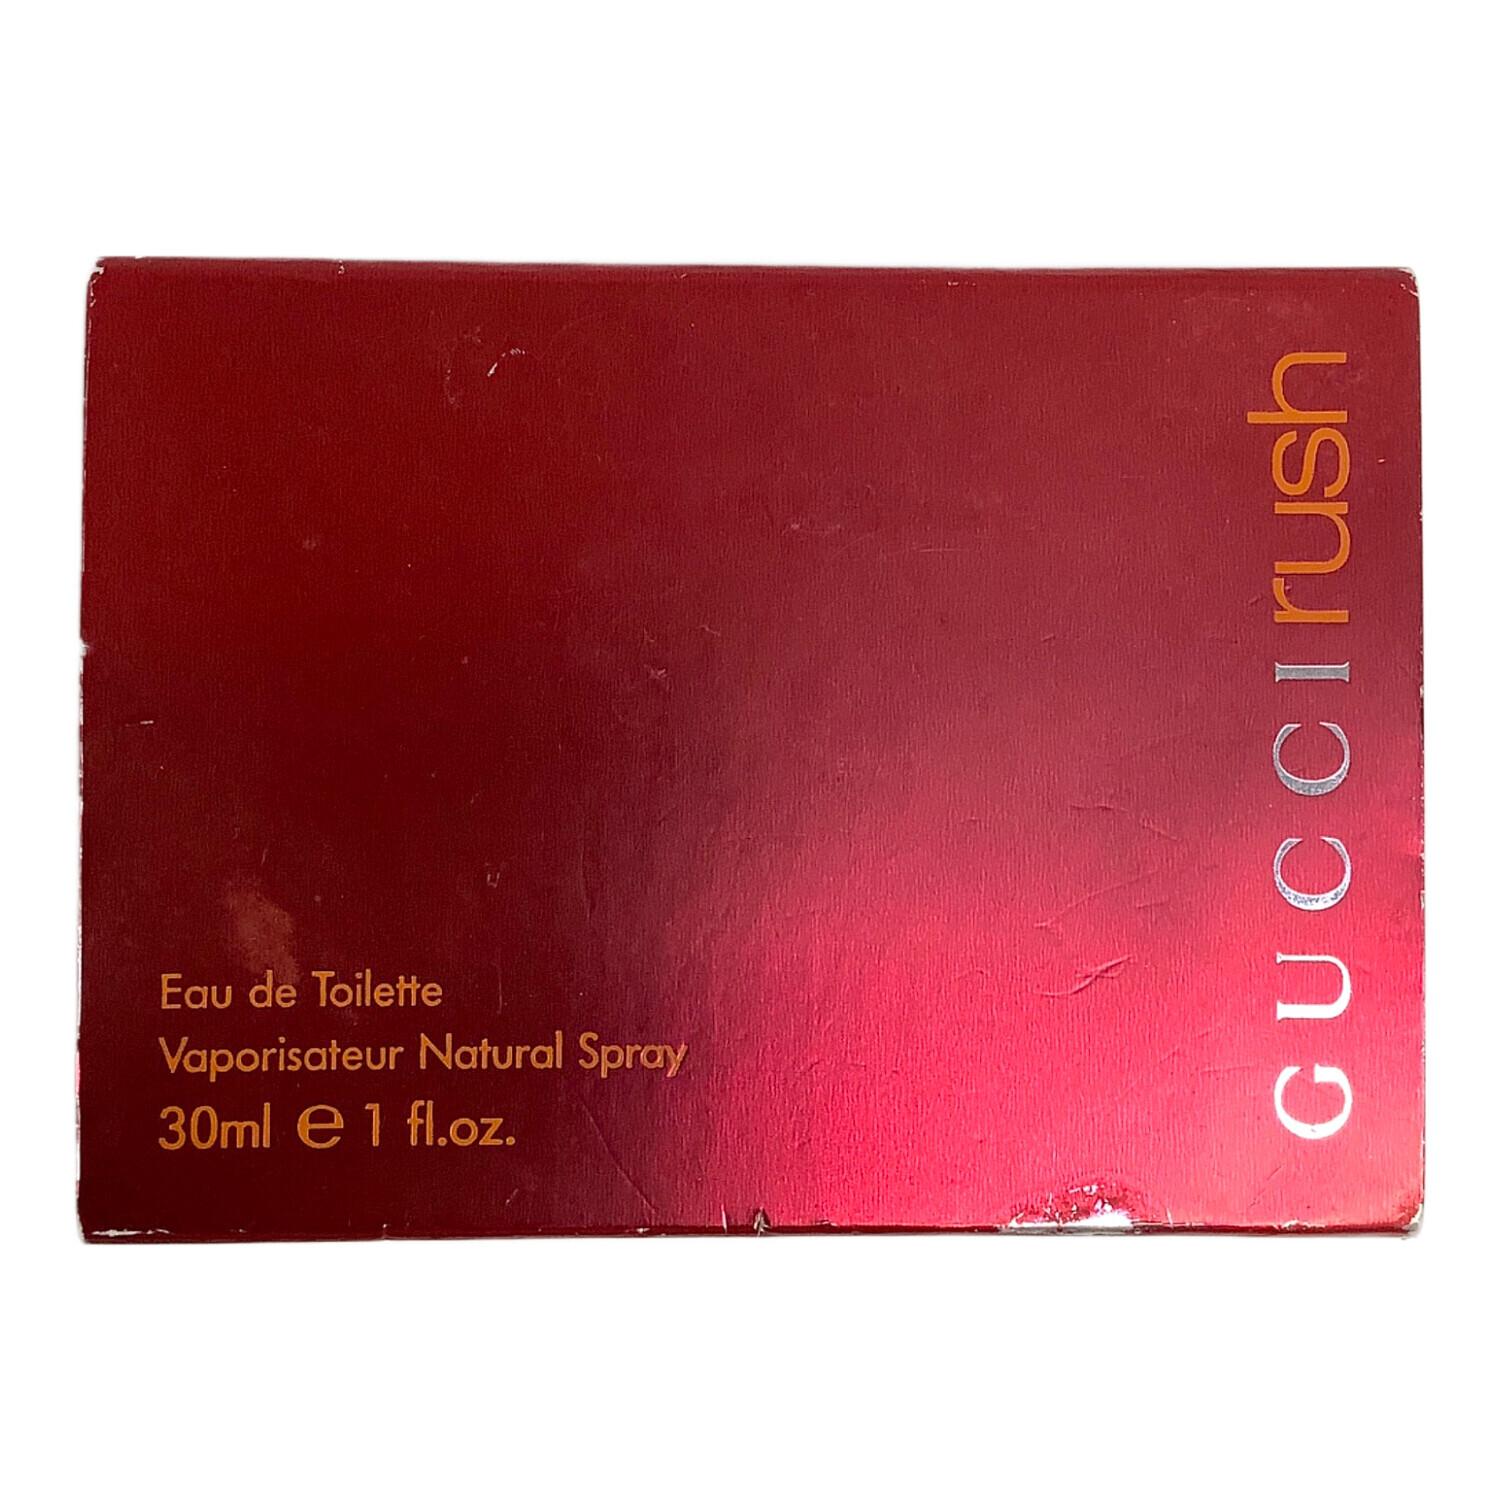 GUCCI rush
Eau de Toilette
Vaporisateur Natural Spray
30ml ℮ 1 fl.oz.